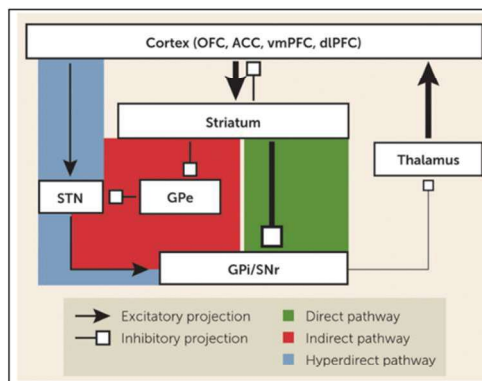 Cortex (OFC, ACC, vmPFC, dlPFC)
Striatum
Thalamus
STN
GPe
GPi/SNr
Excitatory projection
Inhibitory projection
Direct pathway
Indirect pathway
Hyperdirect pathway